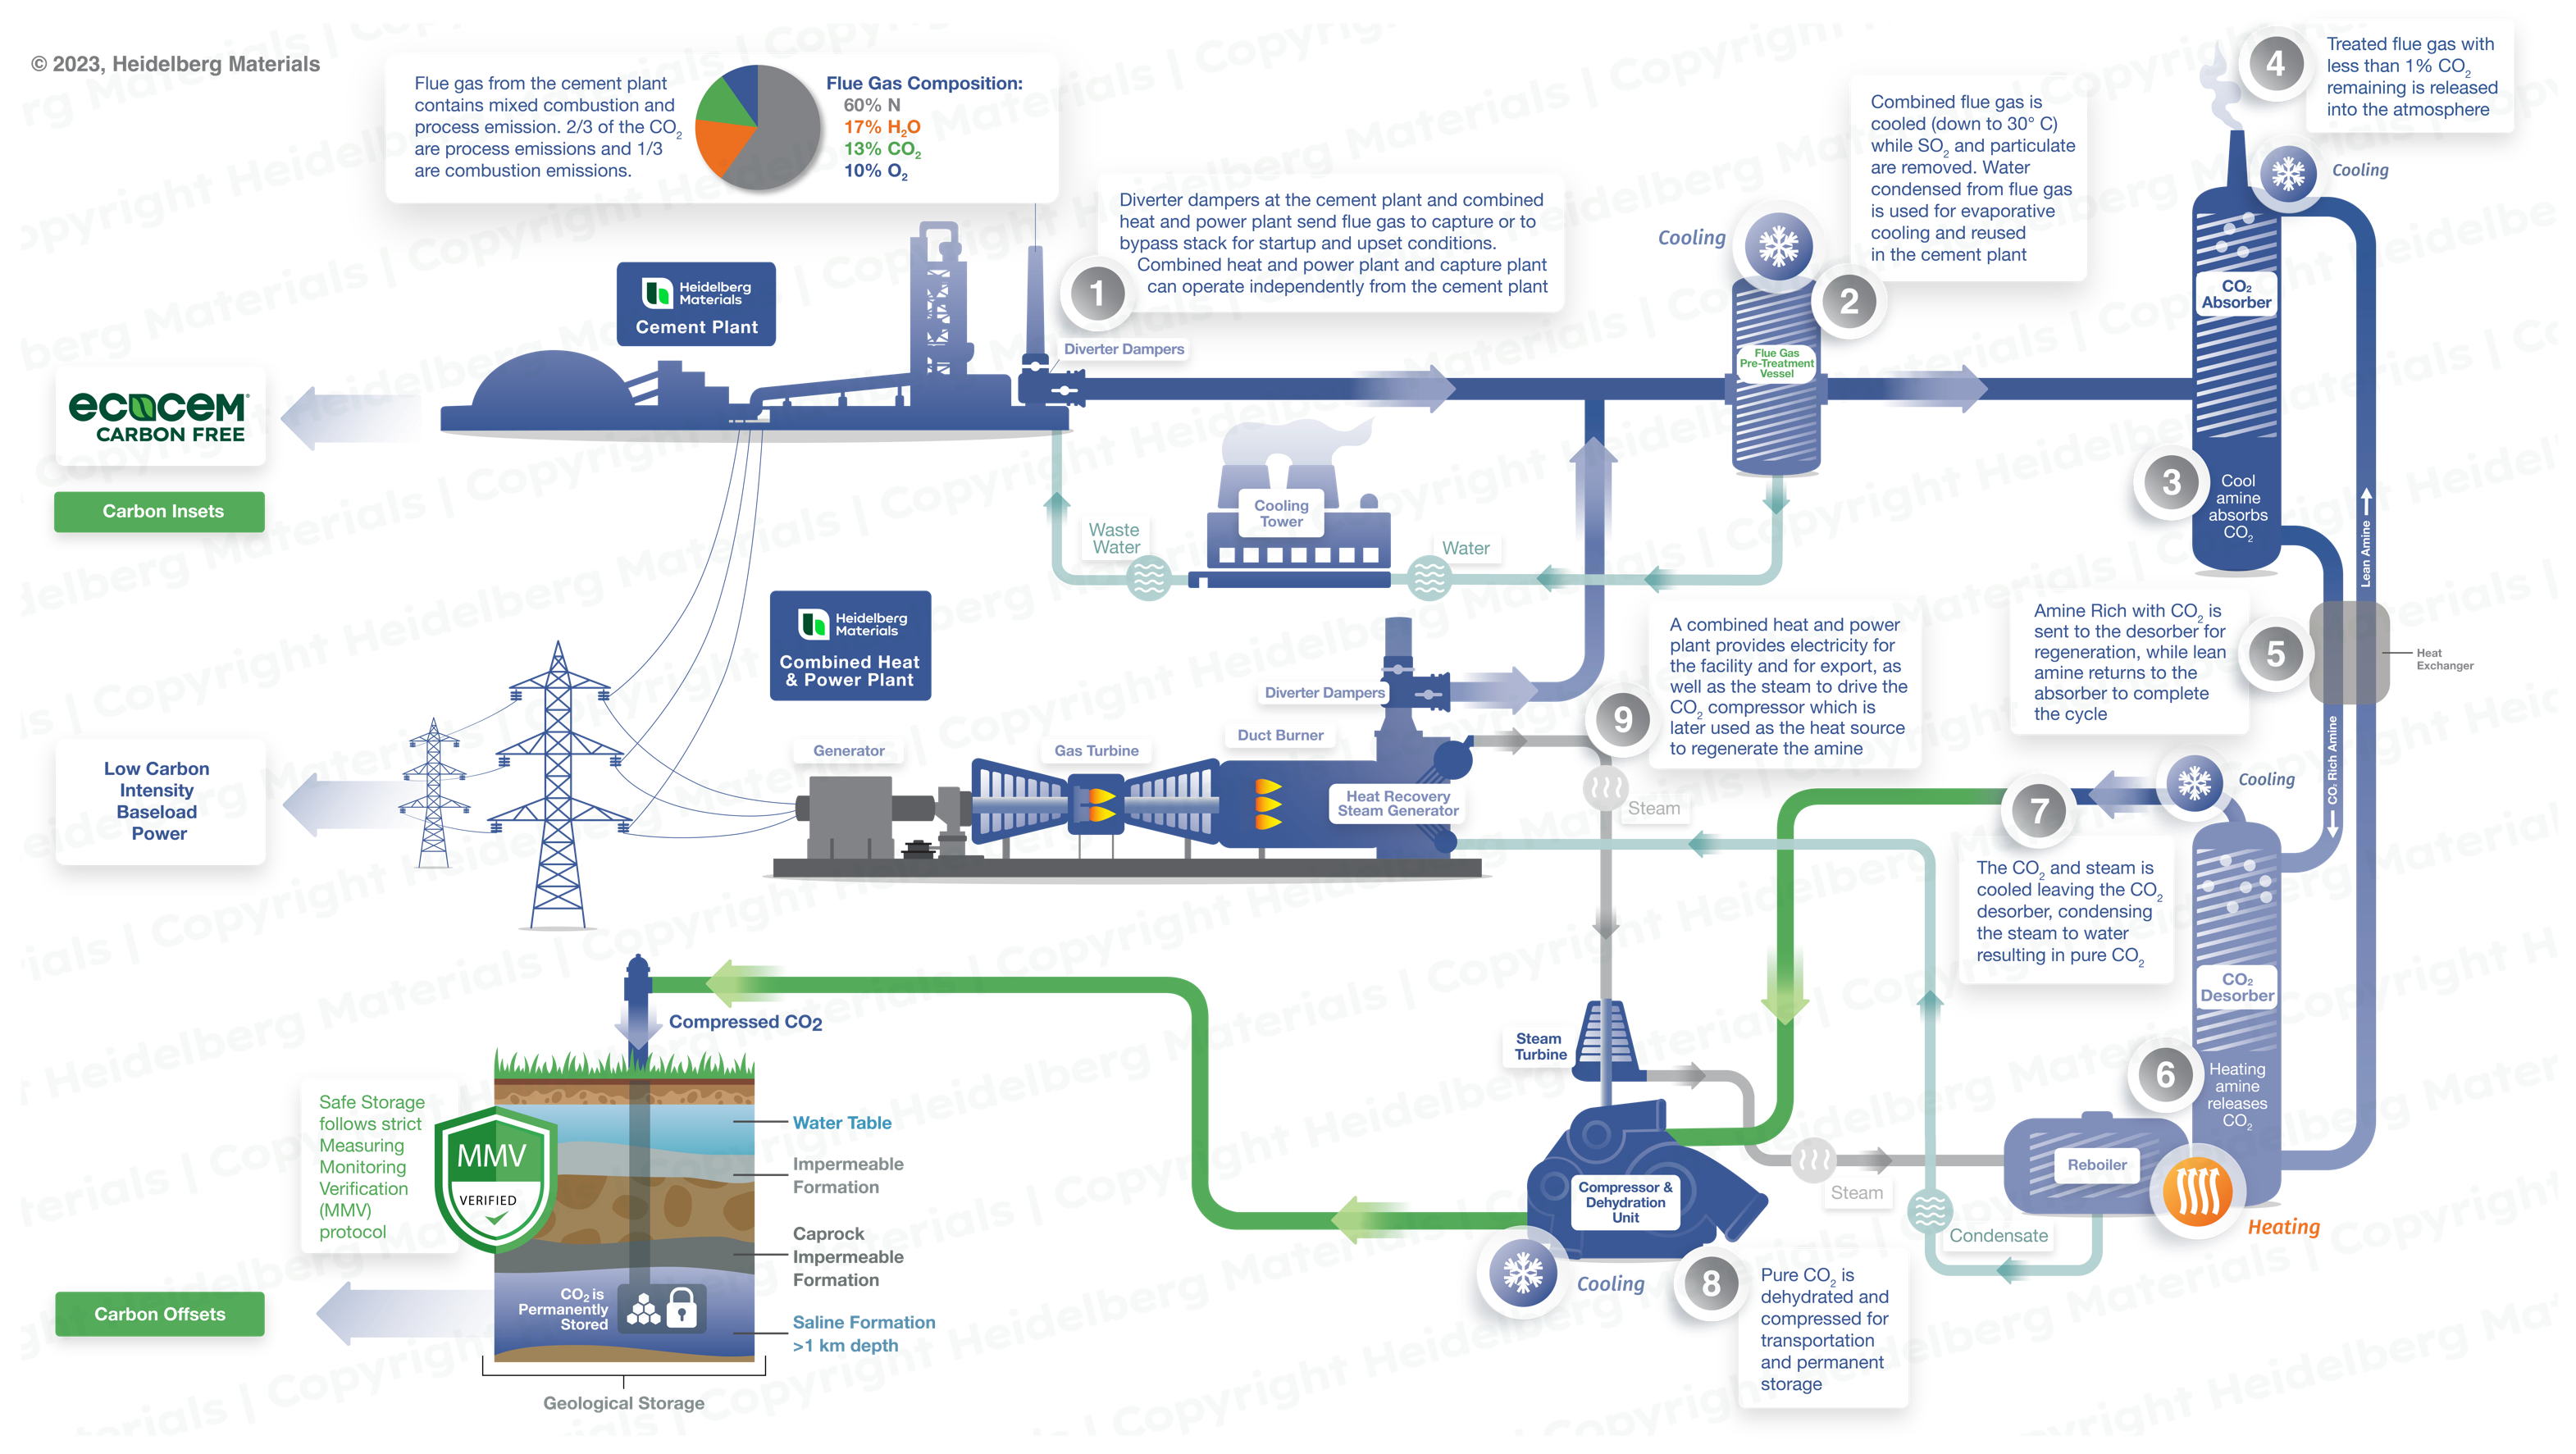 © 2023, Heidelberg Materials
Flue gas from the cement plant
contains mixed combustion and
process emission. 2/3 of the CO₂
are process emissions and 1/3
are combustion emissions.
Flue Gas Composition:
60% N
17% H₂O
13% CO₂
10% O₂
Diverter dampers at the cement plant and combined
heat and power plant send flue gas to capture or to
bypass stack for startup and upset conditions.
Combined heat and power plant and capture plant
can operate independently from the cement plant
1
Diverter Dampers
Heidelberg
Materials
Cement Plant
ecocem
CARBON FREE
Carbon Insets
Cooling
2
Combined flue gas is
cooled (down to 30° C)
while SO₂ and particulate
are removed. Water
condensed from flue gas
is used for evaporative
cooling and reused
in the cement plant
Flue Gas
Pre-Treatment
Vessel
4
Treated flue gas with
less than 1% CO₂
remaining is released
into the atmosphere
Cooling
CO₂
Absorber
3
Cool
amine
absorbs
CO₂
Lean Amine
Waste
Water
Cooling
Tower
Water
Heidelberg
Materials
Combined Heat
& Power Plant
Low Carbon
Intensity
Baseload
Power
Generator
Gas Turbine
Duct Burner
Diverter Dampers
Heat Recovery
Steam Generator
9
A combined heat and power
plant provides electricity for
the facility and for export, as
well as the steam to drive the
CO₂ compressor which is
later used as the heat source
to regenerate the amine
Steam
Amine Rich with CO₂ is
sent to the desorber for
regeneration, while lean
amine returns to the
absorber to complete
the cycle
5
Heat
Exchanger
CO₂ Rich Amine
7
Cooling
The CO₂ and steam is
cooled leaving the CO₂
desorber, condensing
the steam to water
resulting in pure CO₂
CO₂
Desorber
6
Heating
amine
releases
CO₂
Reboiler
Heating
Condensate
Steam
Steam
Turbine
Compressor &
Dehydration
Unit
Cooling
8
Pure CO₂ is
dehydrated and
compressed for
transportation
and permanent
storage
Compressed CO2
Safe Storage
follows strict
Measuring
Monitoring
Verification
(MMV)
protocol
MMV
VERIFIED
Water Table
Impermeable
Formation
Caprock
Impermeable
Formation
CO₂ is
Permanently
Stored
Saline Formation
>1 km depth
Geological Storage
Carbon Offsets
Copyright Heidelberg Materials | Copyright Heidelberg Materials